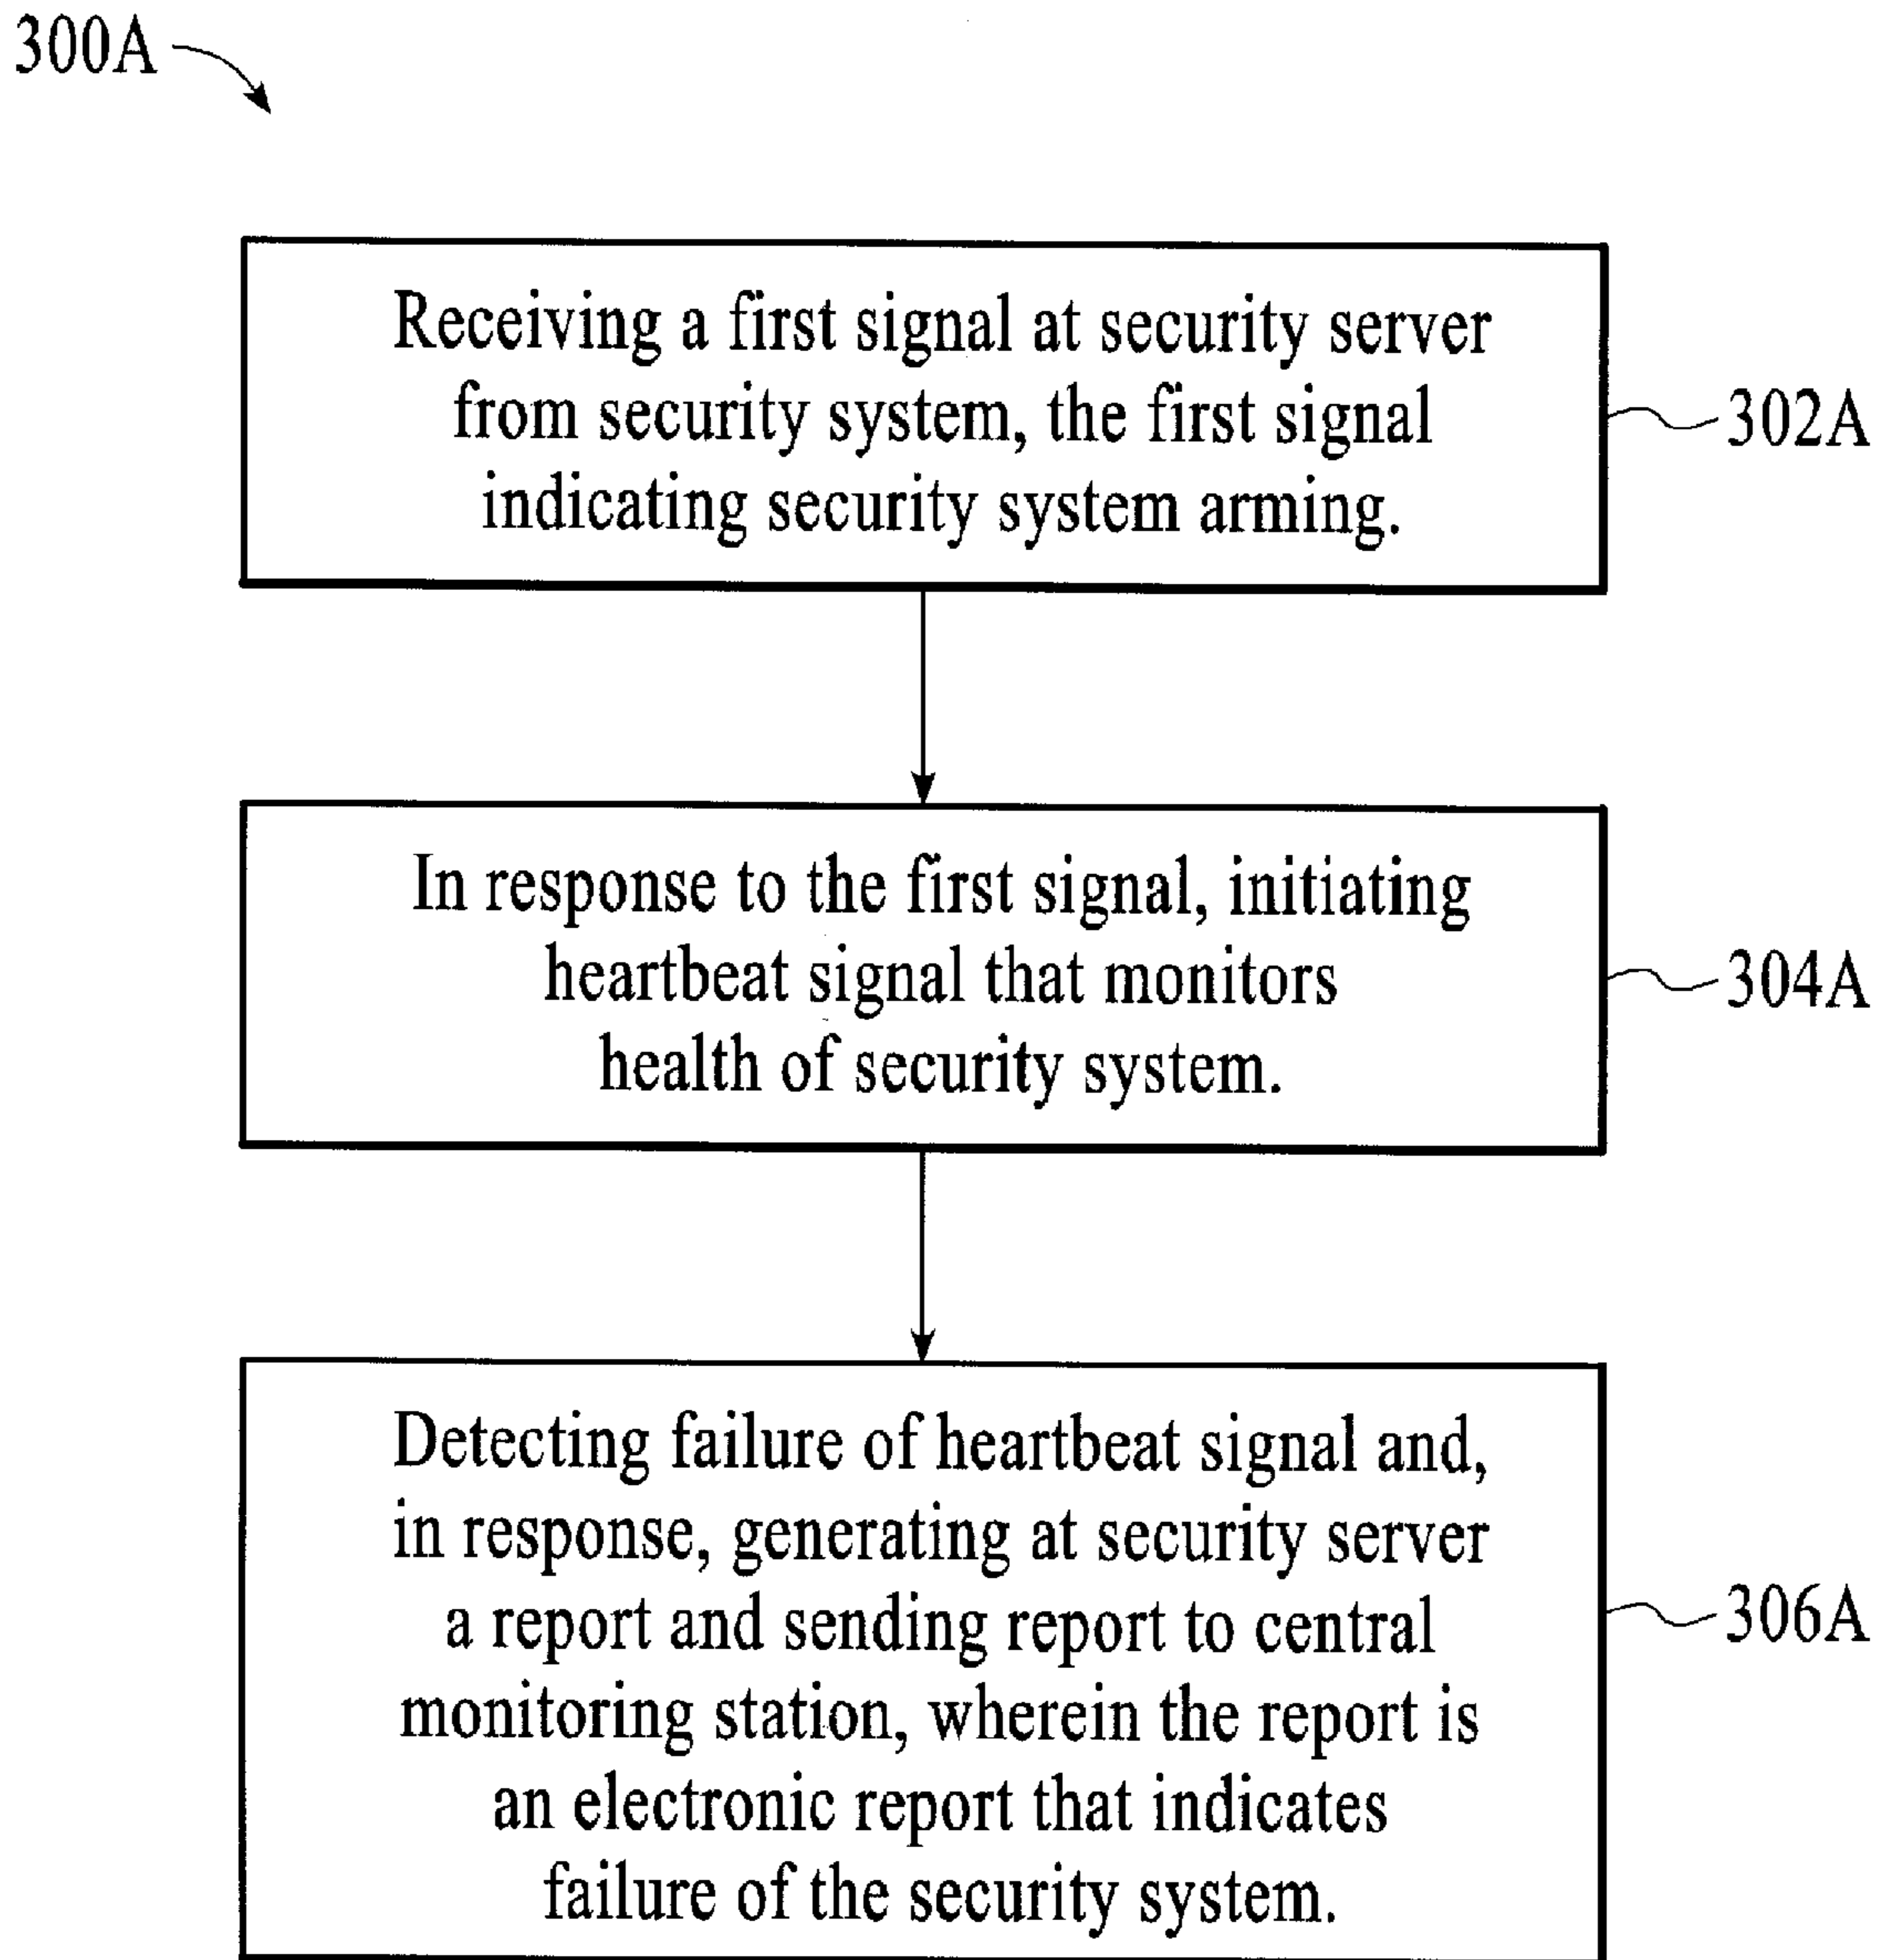 300A
Receiving a first signal at security server
from security system, the first signal
indicating security system arming.
302A
In response to the first signal, initiating
heartbeat signal that monitors
health of security system.
304A
Detecting failure of heartbeat signal and,
in response, generating at security server
a report and sending report to central
monitoring station, wherein the report is
an electronic report that indicates
failure of the security system.
306A